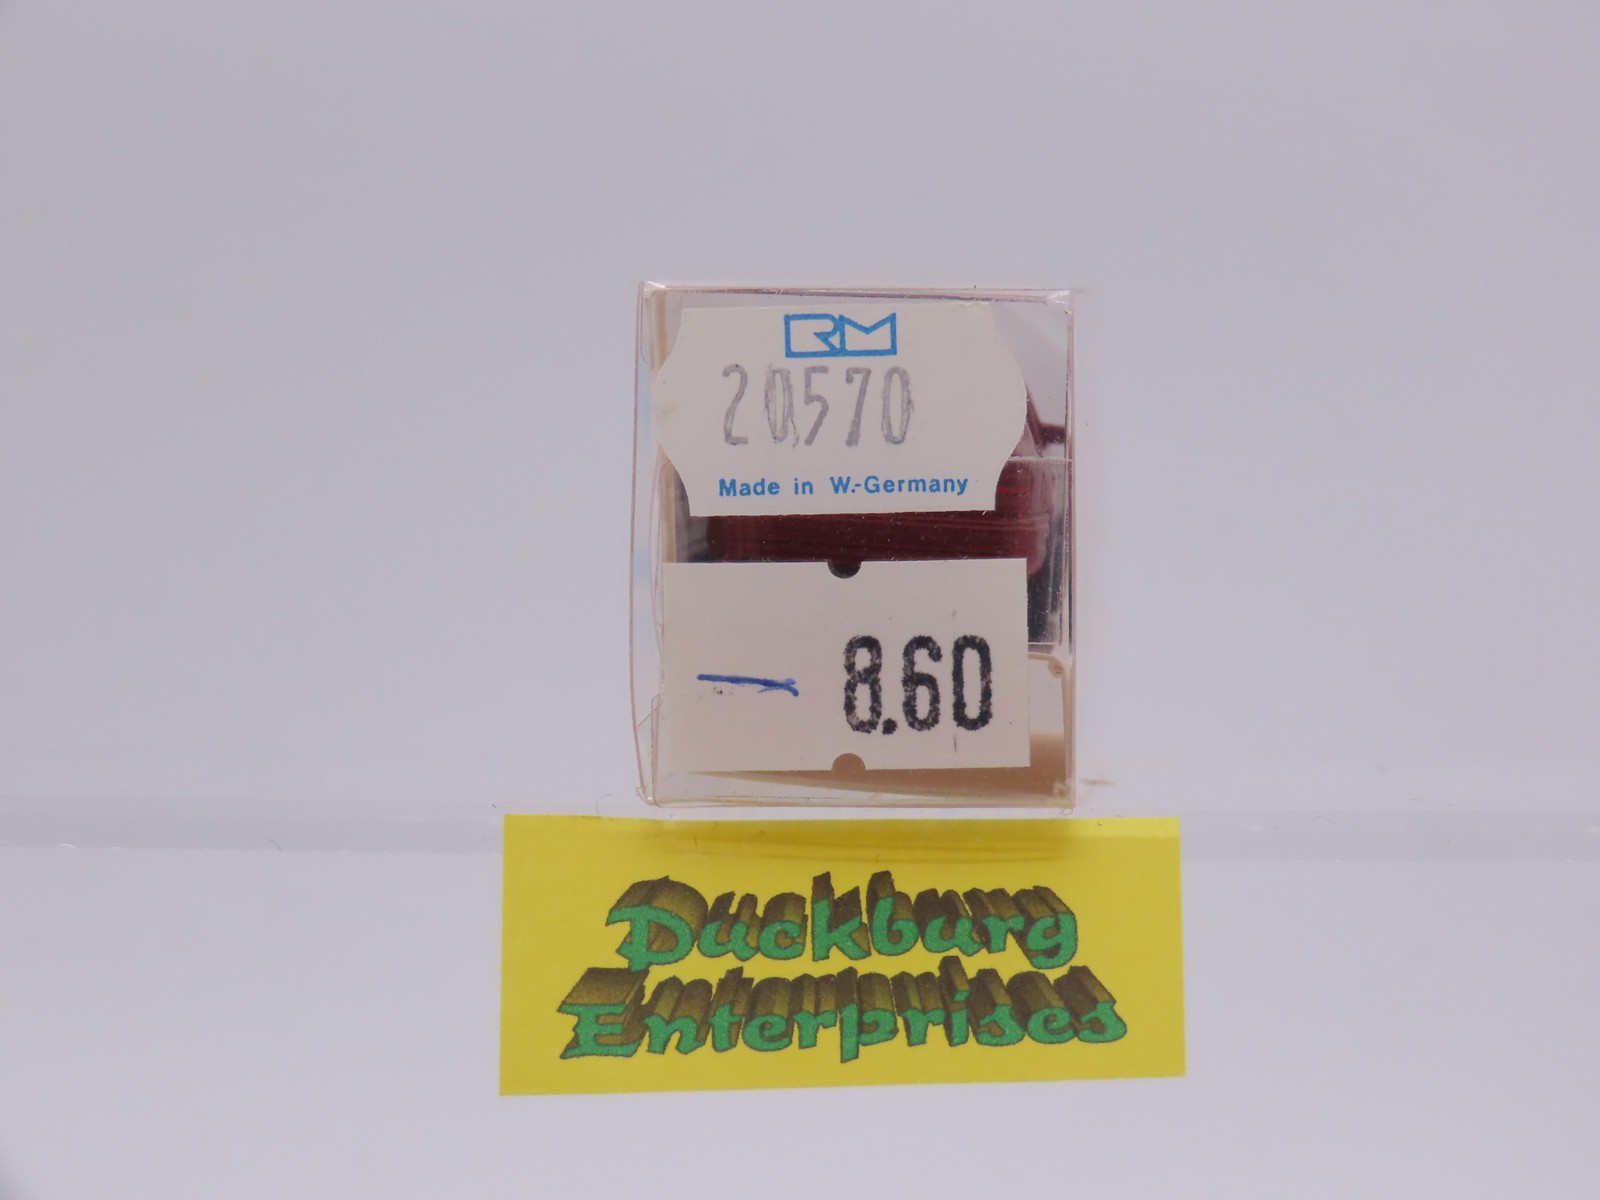 RM
20570
Made in W.-Germany
8.60
Duckburg
Enterprises